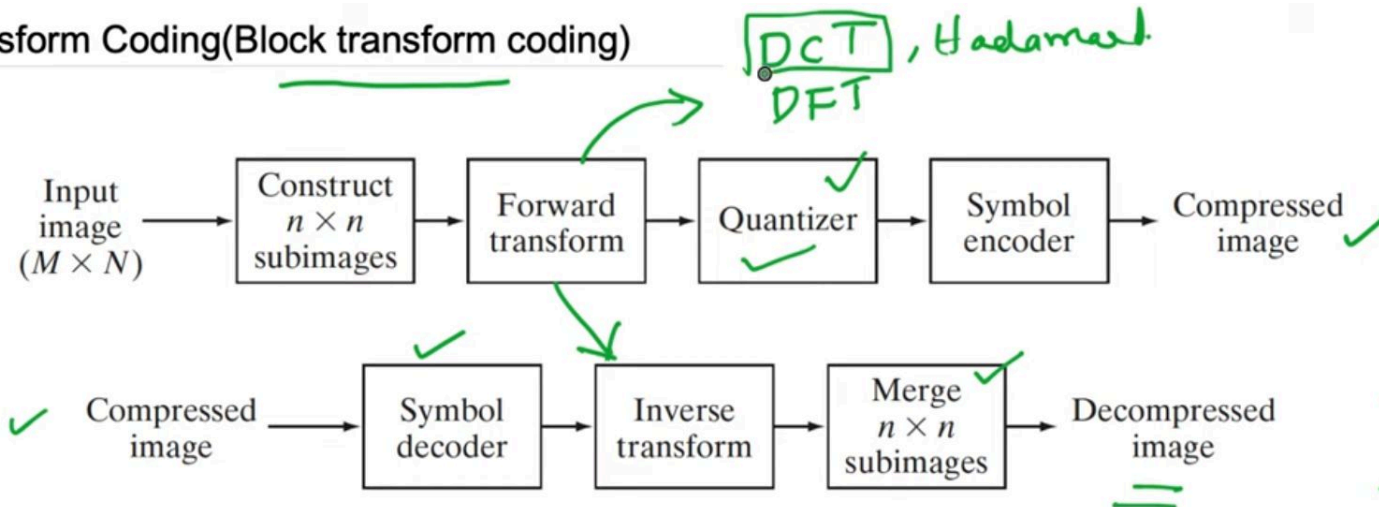 sform Coding(Block transform coding)
DCT, Hadamard
DFT
Input
image
(M × N)
Construct
n × n
subimages
Forward
transform
Quantizer
Symbol
encoder
Compressed
image
Compressed
image
Symbol
decoder
Inverse
transform
Merge
n × n
subimages
Decompressed
image